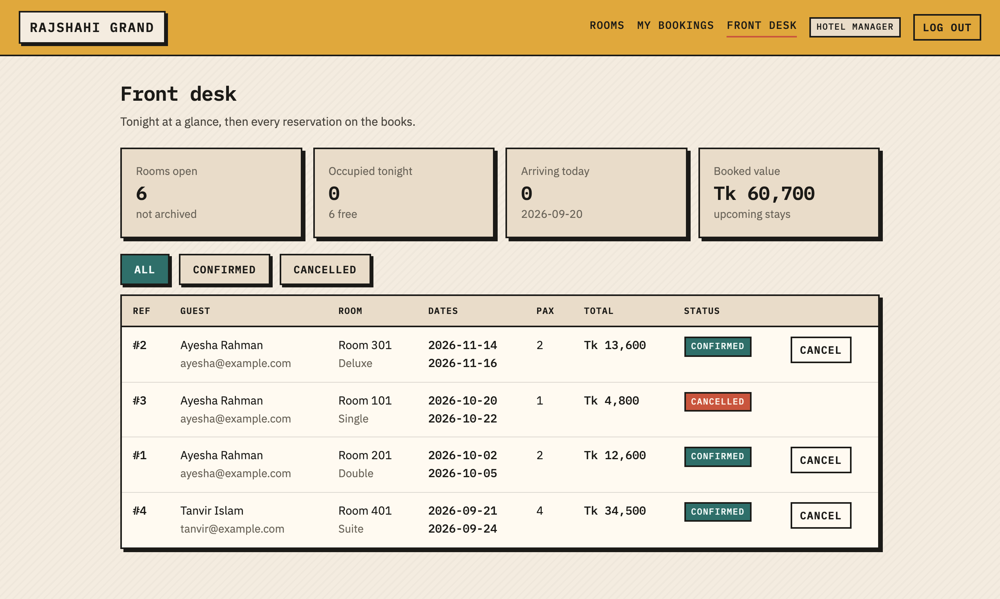 RAJSHAHI GRAND
ROOMS MY BOOKINGS FRONT DESK HOTEL MANAGER LOG OUT
Front desk
Tonight at a glance, then every reservation on the books.
Rooms open
6
not archived
Occupied tonight
0
6 free
Arriving today
0
2026-09-20
Booked value
Tk 60,700
upcoming stays
ALL CONFIRMED CANCELLED
REF GUEST ROOM DATES PAX TOTAL STATUS
#2 Ayesha Rahman Room 301 2026-11-14 2 Tk 13,600 CONFIRMED CANCEL
ayesha@example.com Deluxe 2026-11-16
#3 Ayesha Rahman Room 101 2026-10-20 1 Tk 4,800 CANCELLED
ayesha@example.com Single 2026-10-22
#1 Ayesha Rahman Room 201 2026-10-02 2 Tk 12,600 CONFIRMED CANCEL
ayesha@example.com Double 2026-10-05
#4 Tanvir Islam Room 401 2026-09-21 4 Tk 34,500 CONFIRMED CANCEL
tanvir@example.com Suite 2026-09-24